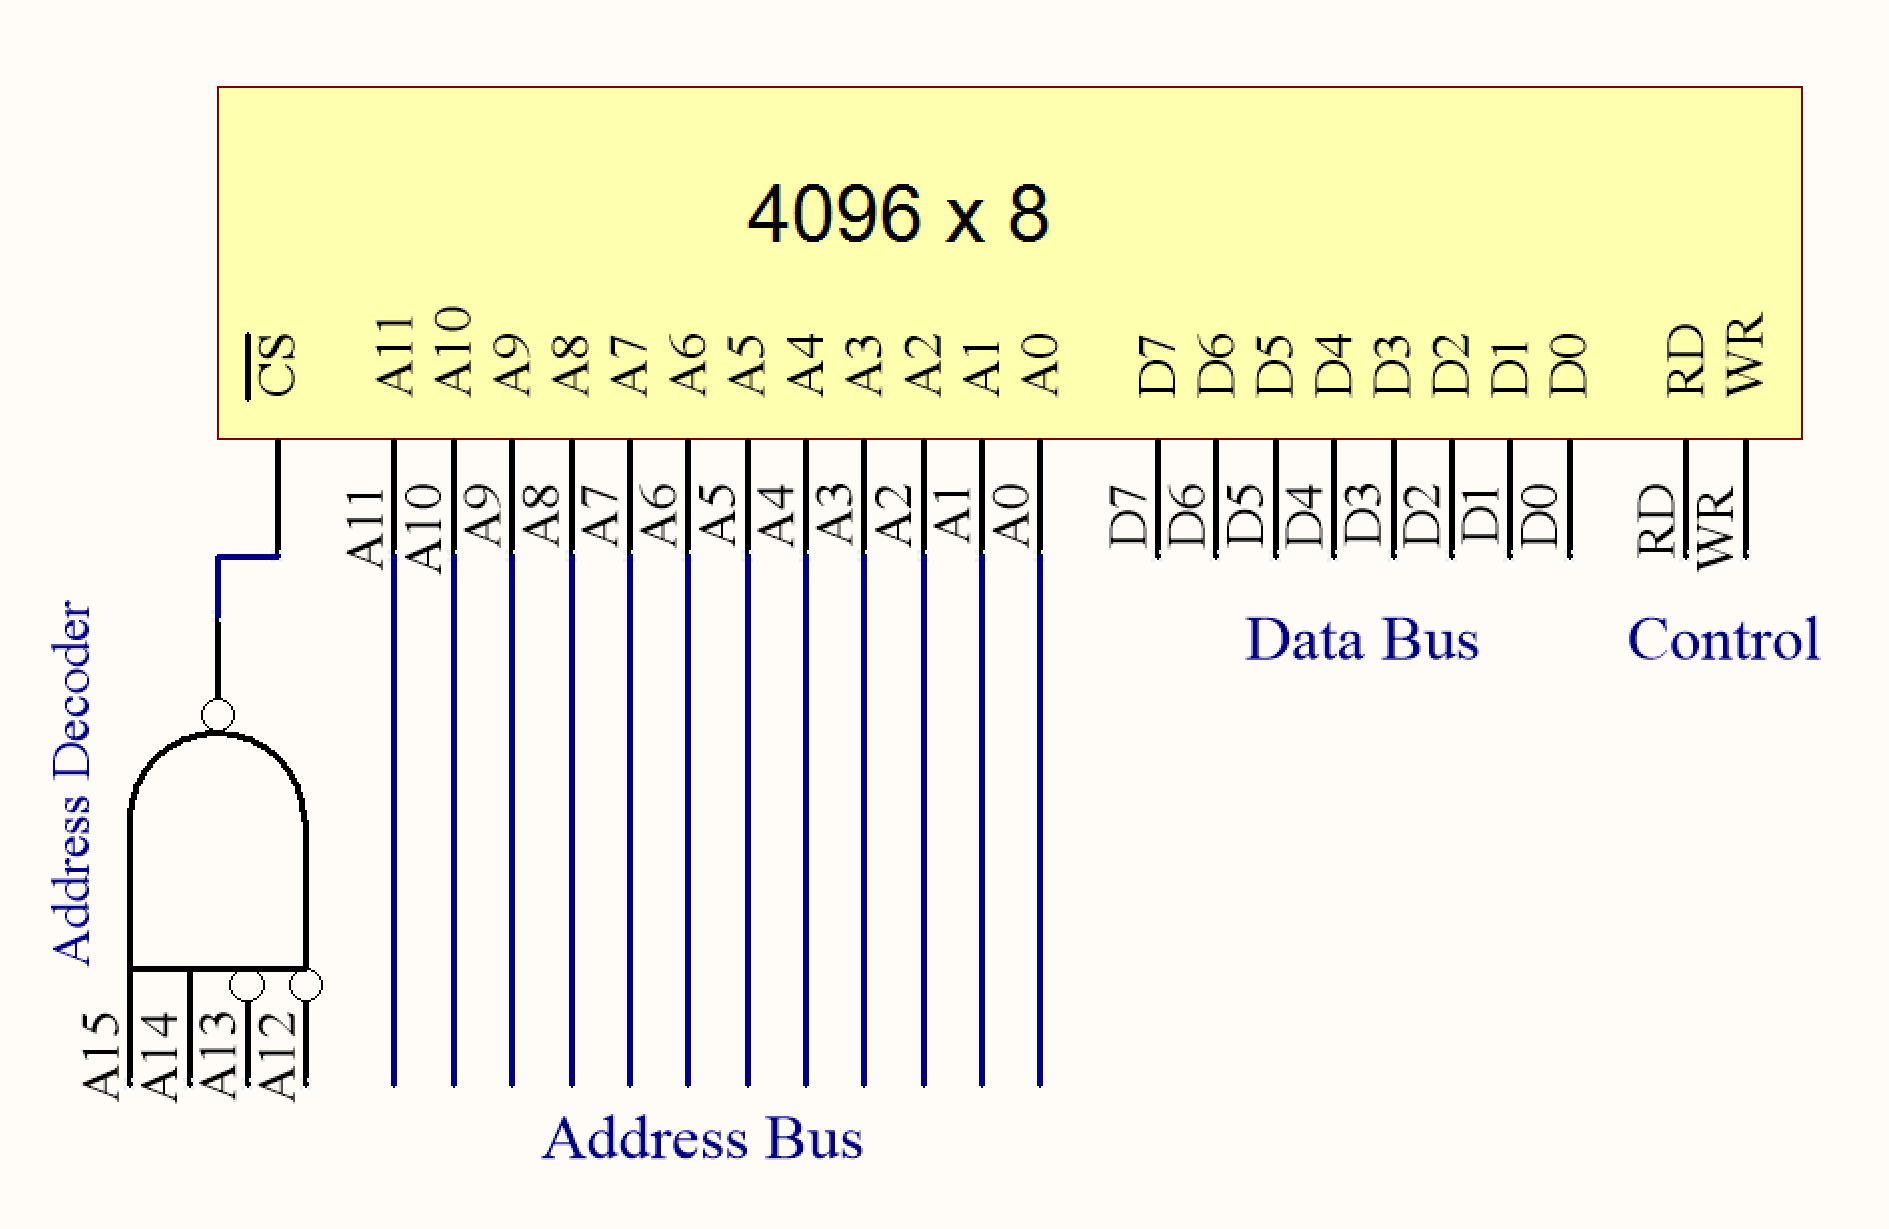 4096 x 8
CS A11 A10 A9 A8 A7 A6 A5 A4 A3 A2 A1 A0 D7 D6 D5 D4 D3 D2 D1 D0 RD WR
A11 A10 A9 A8 A7 A6 A5 A4 A3 A2 A1 A0 D7 D6 D5 D4 D3 D2 D1 D0 RD WR
Data Bus
Control
Address Decoder
A15 A14 A13 A12
Address Bus